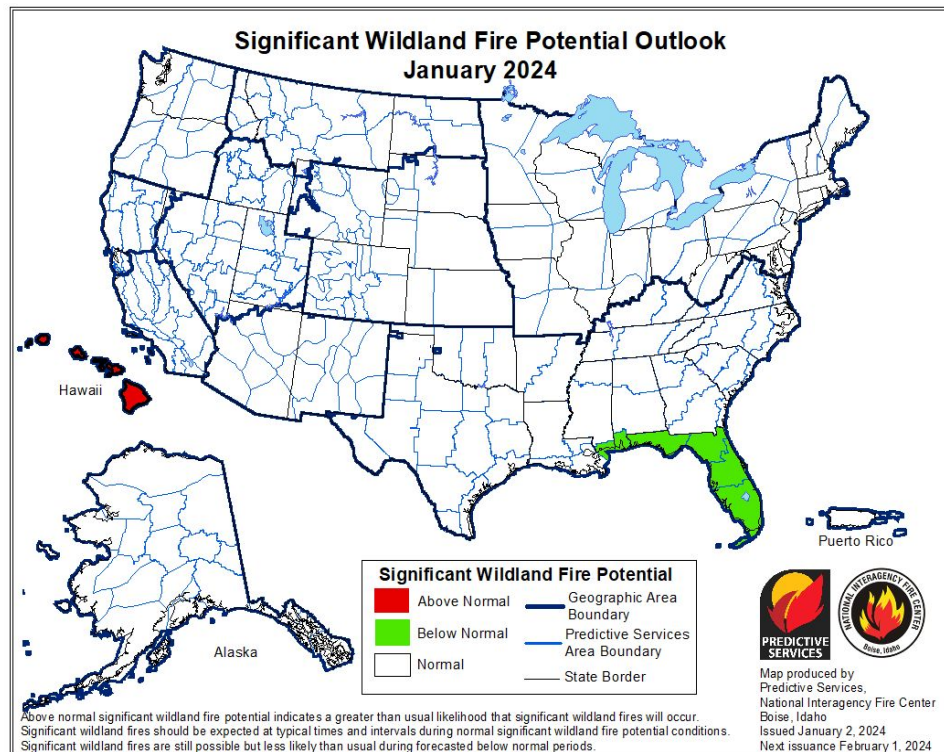 Significant Wildland Fire Potential Outlook
January 2024
Hawaii
Alaska
Puerto Rico
Significant Wildland Fire Potential
Above Normal
Below Normal
Normal
Geographic Area
Boundary
Predictive Services
Area Boundary
State Border
PREDICTIVE
SERVICES
NATIONAL INTERAGENCY FIRE CENTER
Boise, Idaho
Map produced by
Predictive Services,
National Interagency Fire Center
Boise, Idaho
Issued January 2, 2024
Next issuance February 1, 2024
Above normal significant wildland fire potential indicates a greater than usual likelihood that significant wildland fires will occur.
Significant wildland fires should be expected at typical times and intervals during normal significant wildland fire potential conditions.
Significant wildland fires are still possible but less likely than usual during forecasted below normal periods.